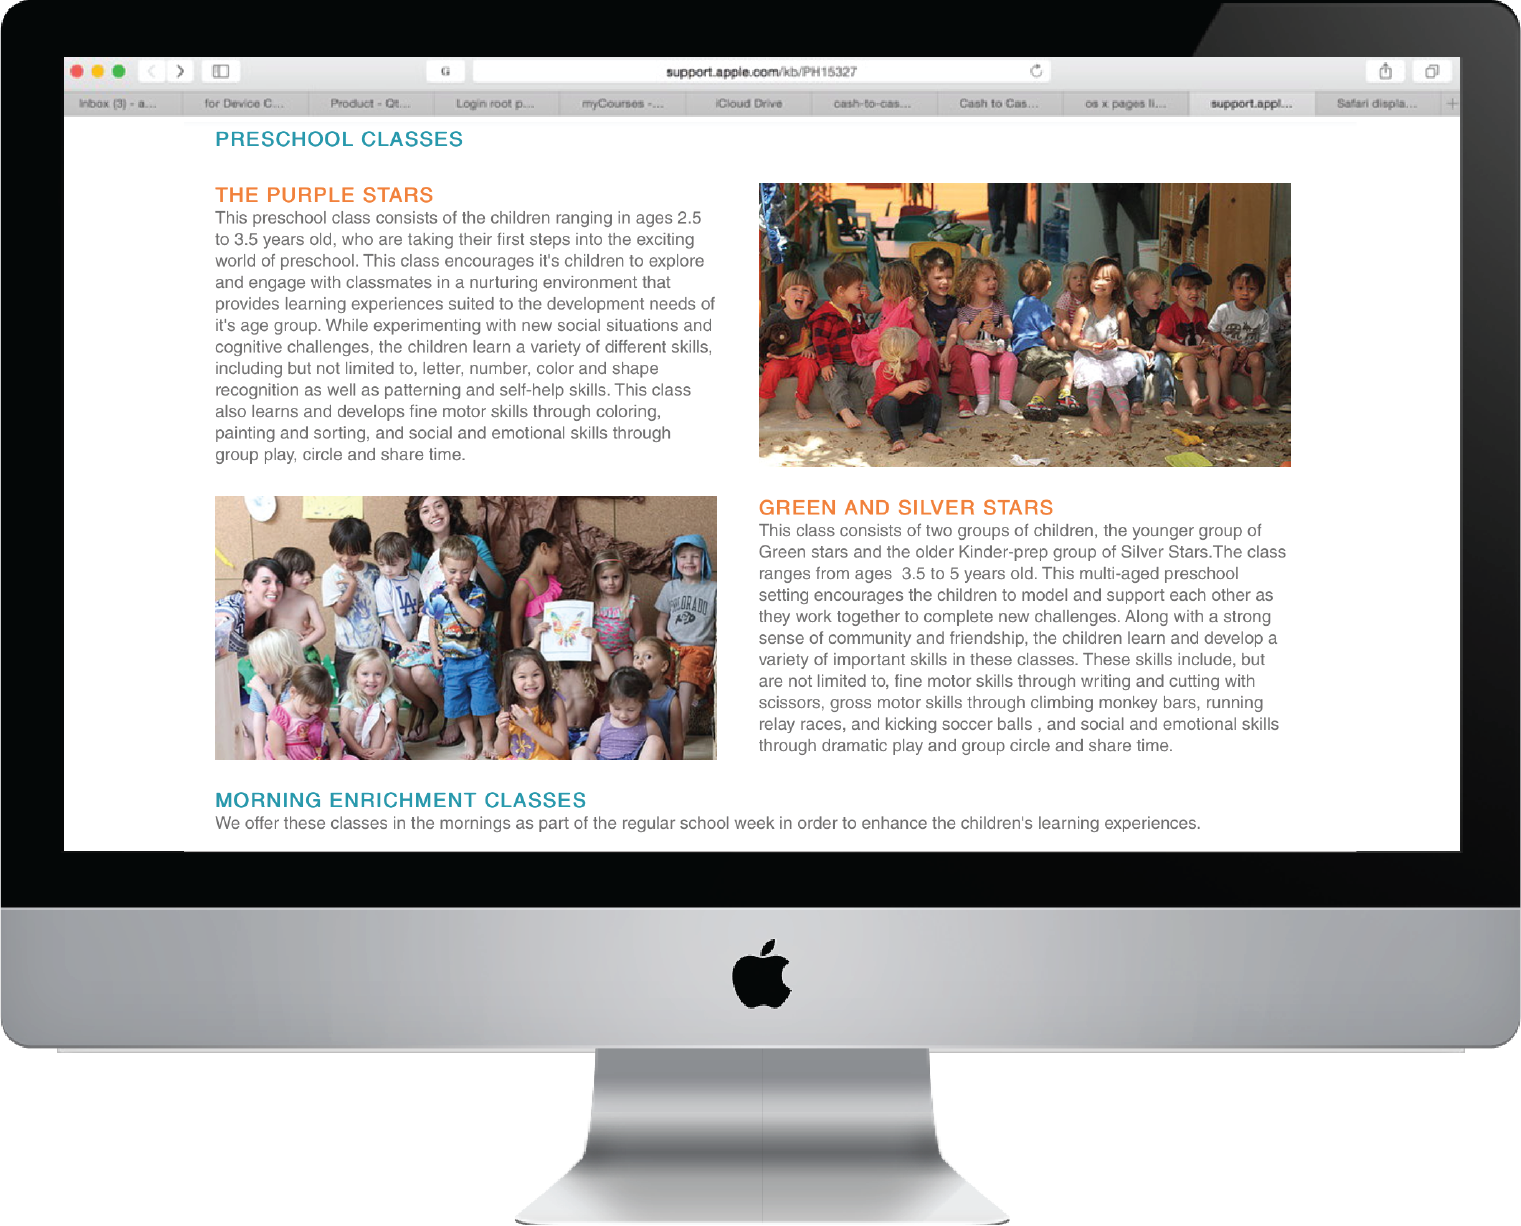 G
support.apple.com/kb/PH15327
Inbox (3) - a...
for Device C...
Product - Qt...
Login root p...
myCourses -...
iCloud Drive
cash-to-cas...
Cash to Cas...
os x pages li...
support.appl...
Safari displa...
PRESCHOOL CLASSES
THE PURPLE STARS
This preschool class consists of the children ranging in ages 2.5
to 3.5 years old, who are taking their first steps into the exciting
world of preschool. This class encourages it's children to explore
and engage with classmates in a nurturing environment that
provides learning experiences suited to the development needs of
it's age group. While experimenting with new social situations and
cognitive challenges, the children learn a variety of different skills,
including but not limited to, letter, number, color and shape
recognition as well as patterning and self-help skills. This class
also learns and develops fine motor skills through coloring,
painting and sorting, and social and emotional skills through
group play, circle and share time.
LA
COLORADO
GREEN AND SILVER STARS
This class consists of two groups of children, the younger group of
Green stars and the older Kinder-prep group of Silver Stars.The class
ranges from ages  3.5 to 5 years old. This multi-aged preschool
setting encourages the children to model and support each other as
they work together to complete new challenges. Along with a strong
sense of community and friendship, the children learn and develop a
variety of important skills in these classes. These skills include, but
are not limited to, fine motor skills through writing and cutting with
scissors, gross motor skills through climbing monkey bars, running
relay races, and kicking soccer balls , and social and emotional skills
through dramatic play and group circle and share time.
MORNING ENRICHMENT CLASSES
We offer these classes in the mornings as part of the regular school week in order to enhance the children's learning experiences.